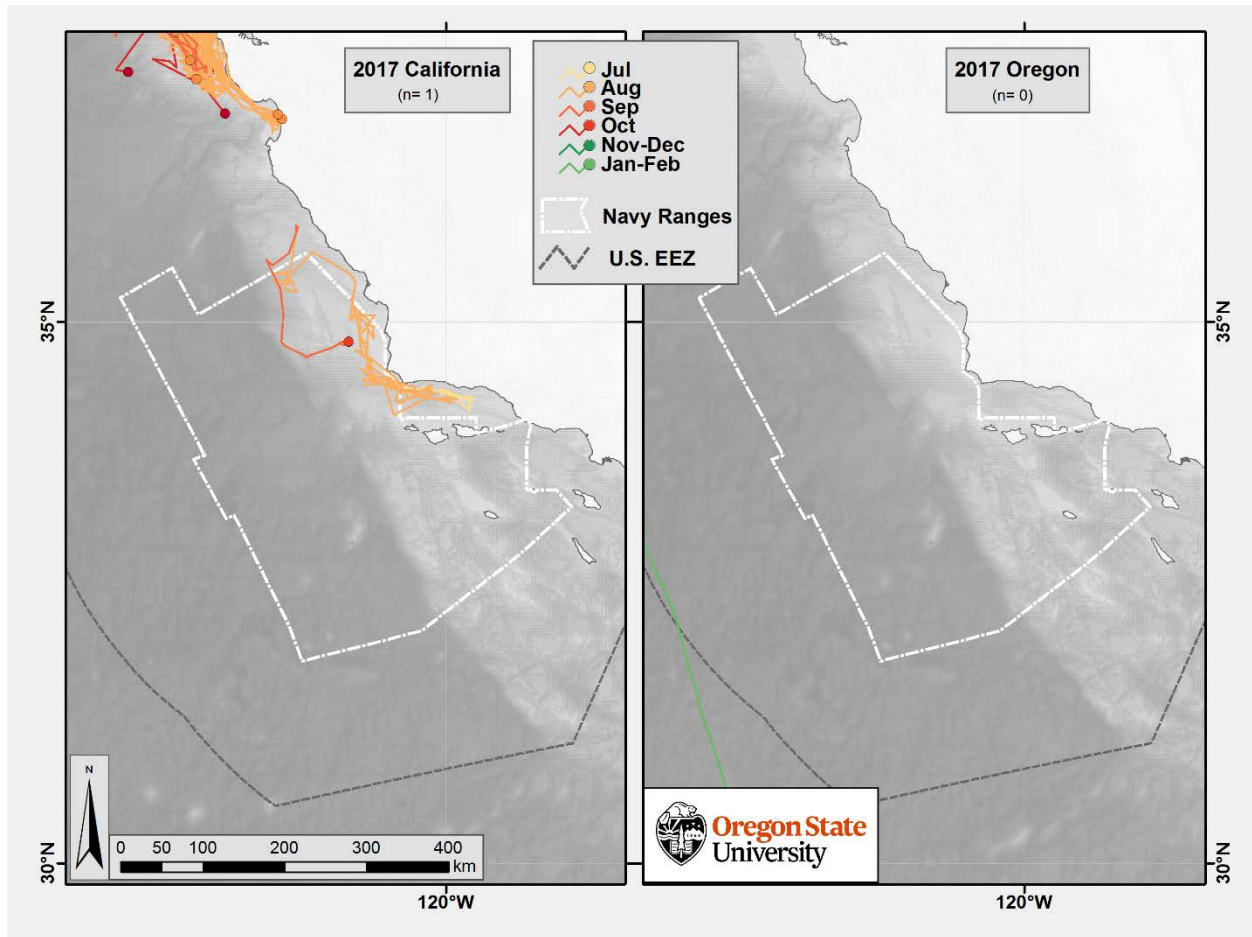 2017 California
(n= 1)
Jul
Aug
Sep
Oct
Nov-Dec
Jan-Feb
Navy Ranges
U.S. EEZ
2017 Oregon
(n= 0)
35°N
35°N
30°N
30°N
N
0 50 100 200 300 400
km
Oregon State
University
120°W
120°W